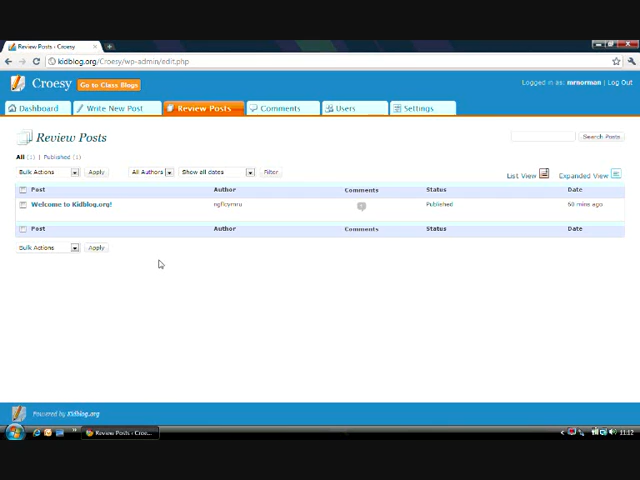 Review Posts ‹ Croesy
kidblog.org/Croesy/wp-admin/edit.php
Croesy Go to Class Blogs Logged in as: mrnorman | Log Out
Dashboard Write New Post Review Posts Comments Users Settings
Review Posts Search Posts
All (1) | Published (1)
Bulk Actions Apply All Authors Show all dates Filter List View Expanded View
Post Author Comments Status Date
Welcome to Kidblog.org! ngflcymru Published 50 mins ago
Post Author Comments Status Date
Bulk Actions Apply
Powered by Kidblog.org
Review Posts ‹ Croe... 11:12